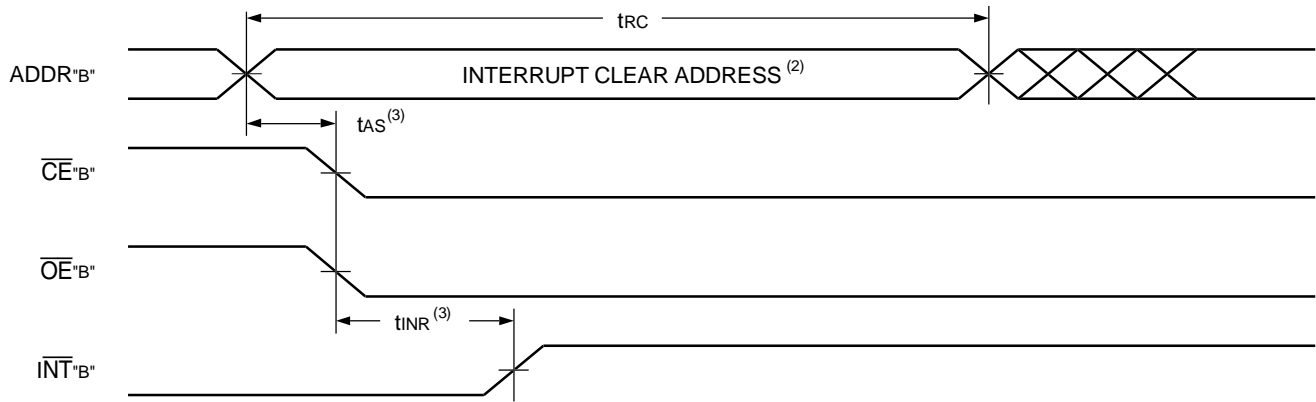 tRC
ADDR"B"
INTERRUPT CLEAR ADDRESS (2)
tAS(3)
CE"B"
OE"B"
tINR(3)
INT"B"